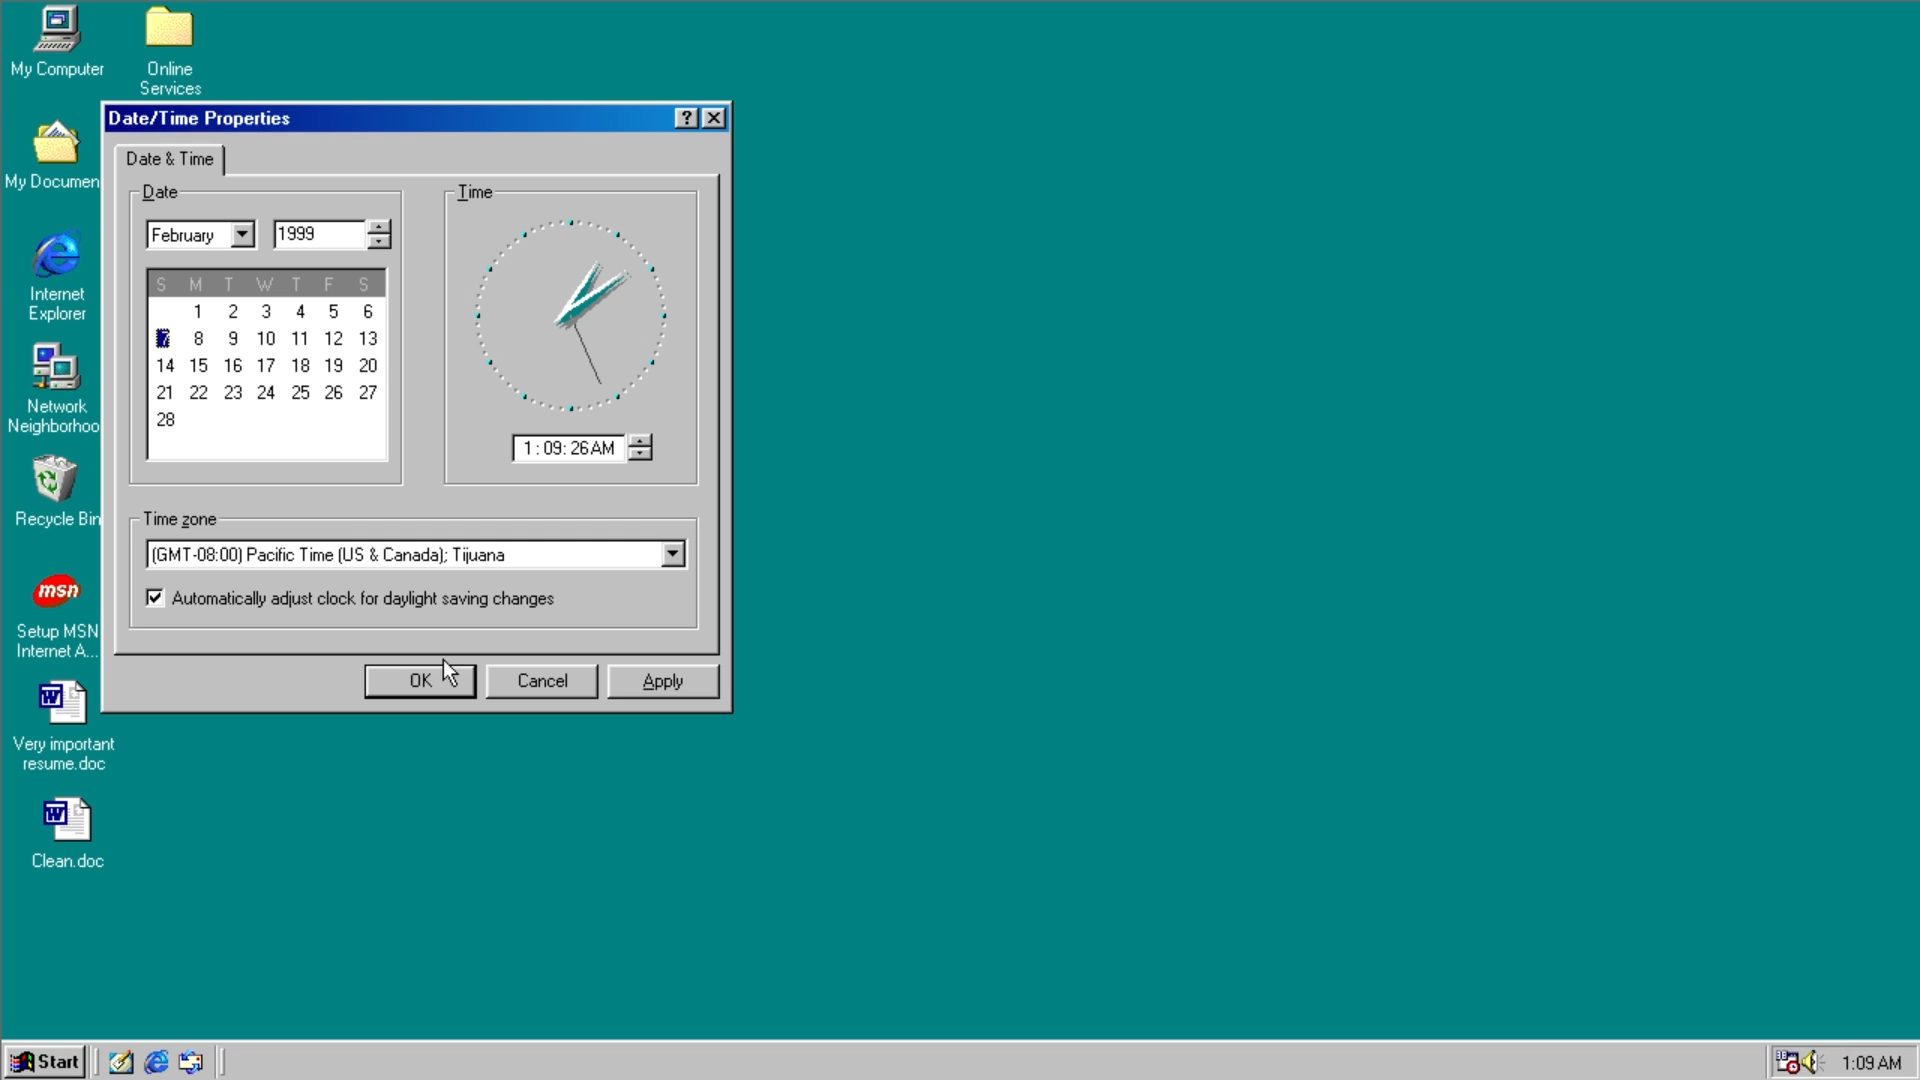 My Computer
Online
Services
My Documen
Internet
Explorer
Network
Neighborhoo
Recycle Bin
msn
Setup MSN
Internet A...
Very important
resume.doc
Clean.doc
Date/Time Properties
Date & Time
Date
February
1999
S M T W T F S
1 2 3 4 5 6
7 8 9 10 11 12 13
14 15 16 17 18 19 20
21 22 23 24 25 26 27
28
Time
1:09:26 AM
Time zone
(GMT-08:00) Pacific Time (US & Canada); Tijuana
Automatically adjust clock for daylight saving changes
OK Cancel Apply
Start
1:09 AM